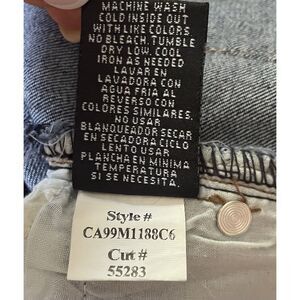 MACHINE WASH
COLD INSIDE OUT
WITH LIKE COLORS
NO BLEACH. TUMBLE
DRY LOW. COOL
IRON AS NEEDED
LAVAR EN
LAVADORA CON
AGUA FRIA AL
REVERSO CON
COLORES SIMILARES.
NO USAR
BLANQUEADOR SECAR
EN SECADORA CICLO
LENTO USAR
PLANCHA EN MINIMA
TEMPERATURA
SI SE NECESITA.
Style #
CA99M1188C6
Cut #
55283